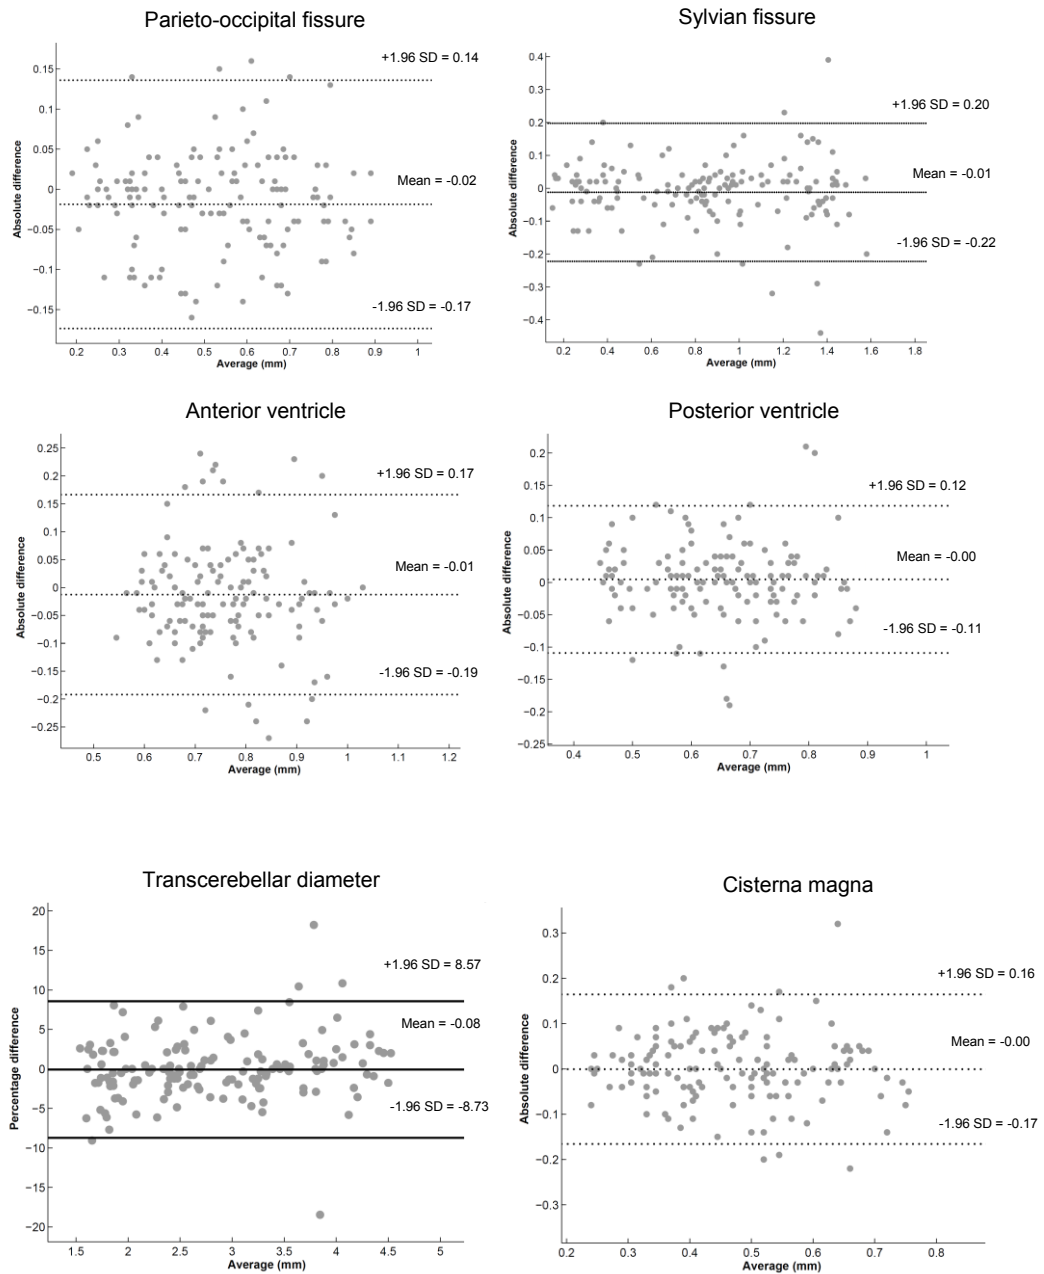 Parieto-occipital fissure
Absolute difference
0.15
0.1
0.05
0
−0.05
−0.1
−0.15
+1.96 SD = 0.14
Mean = -0.02
-1.96 SD = -0.17
0.2 0.3 0.4 0.5 0.6 0.7 0.8 0.9 1
Average (mm)
Sylvian fissure
Absolute difference
0.4
0.3
0.2
0.1
0
−0.1
−0.2
−0.3
−0.4
+1.96 SD = 0.20
Mean = -0.01
-1.96 SD = -0.22
0.2 0.4 0.6 0.8 1 1.2 1.4 1.6 1.8
Average (mm)
Anterior ventricle
Absolute difference
0.25
0.2
0.15
0.1
0.05
0
−0.05
−0.1
−0.15
−0.2
−0.25
+1.96 SD = 0.17
Mean = -0.01
-1.96 SD = -0.19
0.5 0.6 0.7 0.8 0.9 1 1.1 1.2
Average (mm)
Posterior ventricle
Absolute difference
0.2
0.15
0.1
0.05
0
−0.05
−0.1
−0.15
−0.2
−0.25
+1.96 SD = 0.12
Mean = -0.00
-1.96 SD = -0.11
0.4 0.5 0.6 0.7 0.8 0.9 1
Average (mm)
Transcerebellar diameter
Percentage difference
20
15
10
5
0
−5
−10
−15
−20
+1.96 SD = 8.57
Mean = -0.08
-1.96 SD = -8.73
1.5 2 2.5 3 3.5 4 4.5 5
Average (mm)
Cisterna magna
Absolute difference
0.3
0.2
0.1
0
−0.1
−0.2
−0.3
+1.96 SD = 0.16
Mean = -0.00
-1.96 SD = -0.17
0.2 0.3 0.4 0.5 0.6 0.7 0.8
Average (mm)